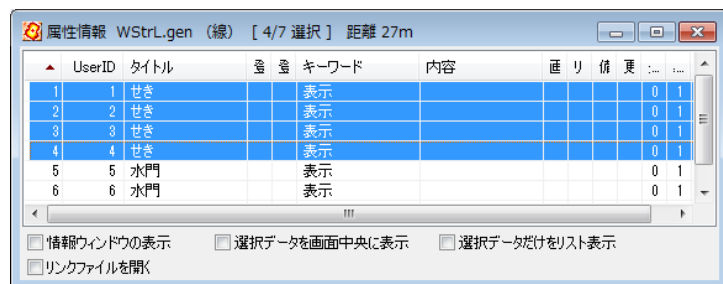 属性情報 WStrL.gen （線） [ 4/7 選択 ] 距離 27m
UserID タイトル 登 登 キーワード 内容 画 リ 値 更 :... :...
1 1 せき 表示 0 1
2 2 せき 表示 0 1
3 3 せき 表示 0 1
4 4 せき 表示 0 1
5 5 水門 表示 0 1
6 6 水門 表示 0 1
情報ウィンドウの表示 選択データを画面中央に表示 選択データだけをリスト表示
リンクファイルを開く